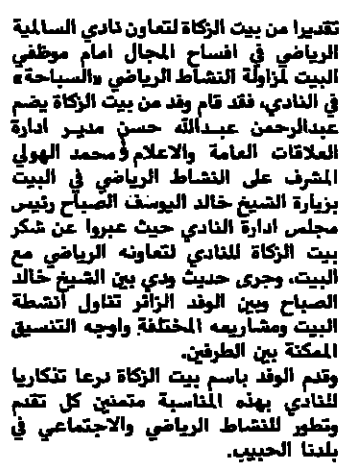 تقديرا من بيت الزكاة لتعاون نادي السالمية
الرياضي في افساح المجال امام موظفي
البيت لمزاولة النشاط الرياضي «السباحة»
في النادي، فقد قام وفد من بيت الزكاة يضم
عبدالرحمن عبدالله حسن مدير ادارة
العلاقات العامة والاعلام ومحمد الهولي
المشرف على النشاط الرياضي في البيت
بزيارة الشيخ خالد اليوسف الصباح رئيس
مجلس ادارة النادي حيث عبروا عن شكر
بيت الزكاة للنادي لتعاونه الرياضي مع
البيت، وجرى حديث ودي بين الشيخ خالد
الصباح وبين الوفد الزائر تناول أنشطة
البيت ومشاريعه المختلفة واوجه التنسيق
الممكنة بين الطرفين.
وقدم الوفد باسم بيت الزكاة درعا تذكاريا
للنادي بهذه المناسبة متمنين كل تقدم
وتطور للنشاط الرياضي والاجتماعي في
بلدنا الحبيب.